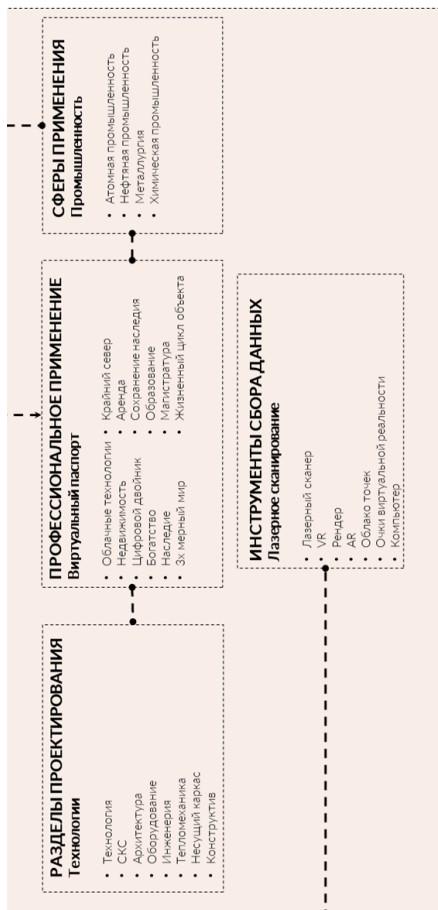 РАЗДЕЛЫ ПРОЕКТИРОВАНИЯ
Технологии
• Технология
• СКС
• Архитектура
• Оборудование
• Инженерия
• Тепломеханика
• Несущий каркас
• Конструктив
ПРОФЕССИОНАЛЬНОЕ ПРИМЕНЕНИЕ
Виртуальный паспорт
• Облачные технологии
• Недвижимость
• Цифровой двойник
• Богатство
• Наследие
• 3х мерный мир
• Крайний север
• Аренда
• Сохранение наследия
• Образование
• Магистратура
• Жизненный цикл объекта
СФЕРЫ ПРИМЕНЕНИЯ
Промышленность
• Атомная промышленность
• Нефтяная промышленность
• Металлургия
• Химическая промышленность
ИНСТРУМЕНТЫ СБОРА ДАННЫХ
Лазерное сканирование
• Лазерный сканер
• VR
• Рендер
• AR
• Облако точек
• Очки виртуальной реальности
• Компьютер